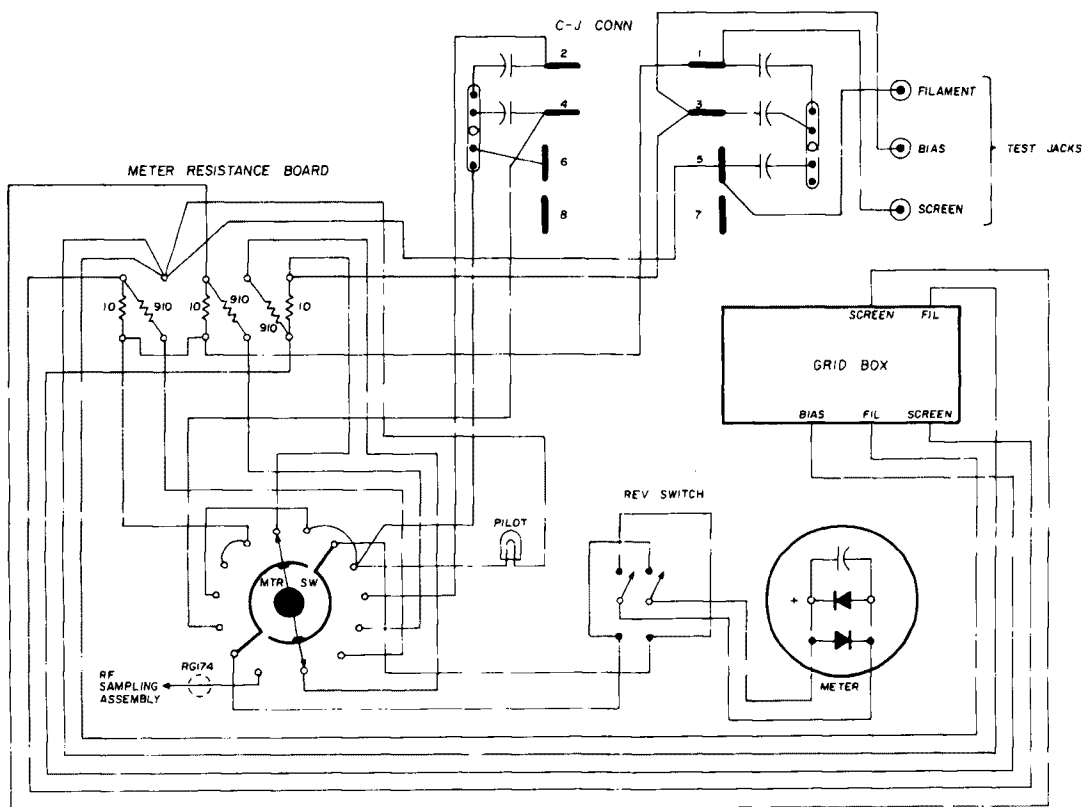 C-J CONN
2
1
4
3
6
5
8
7
FILAMENT
BIAS
SCREEN
TEST JACKS
METER RESISTANCE BOARD
10
910
10
910
910
10
SCREEN FIL
GRID BOX
BIAS FIL SCREEN
REV SWITCH
PILOT
MTR SW
+
METER
RG174
RF
SAMPLING
ASSEMBLY